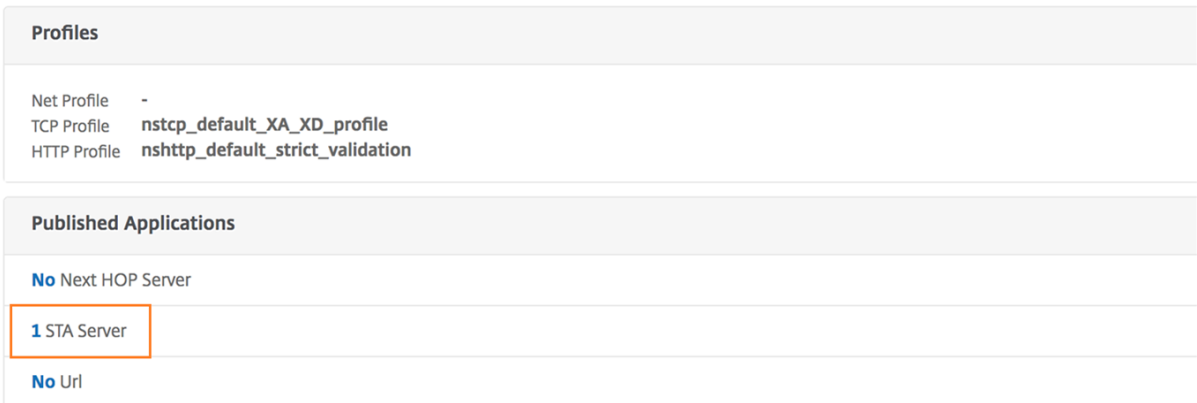 Profiles
Net Profile -
TCP Profile nstcp_default_XA_XD_profile
HTTP Profile nshttp_default_strict_validation
Published Applications
No Next HOP Server
1 STA Server
No Url